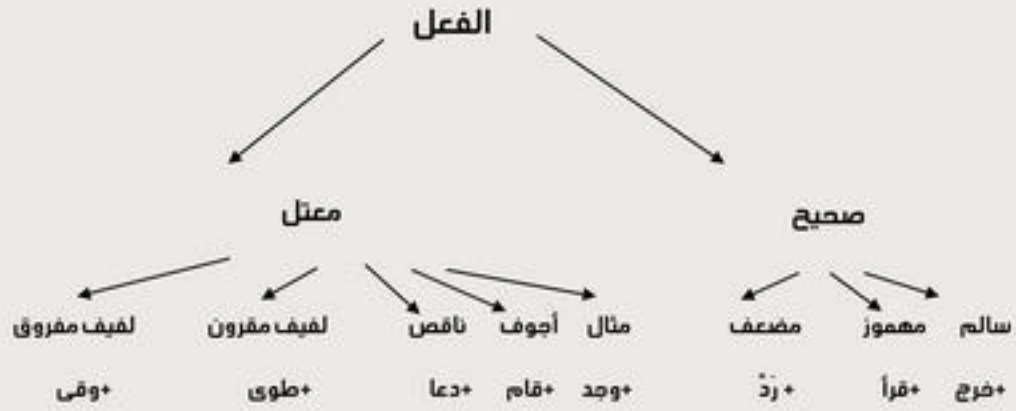 الفعل
صحيح معتل
سالم مهموز مضعف مثال أجوف ناقص لفيف مقرون لفيف مفروق
+خرج +قرأ + رَدّ +وجد +قام +دعا +طوى +وقى